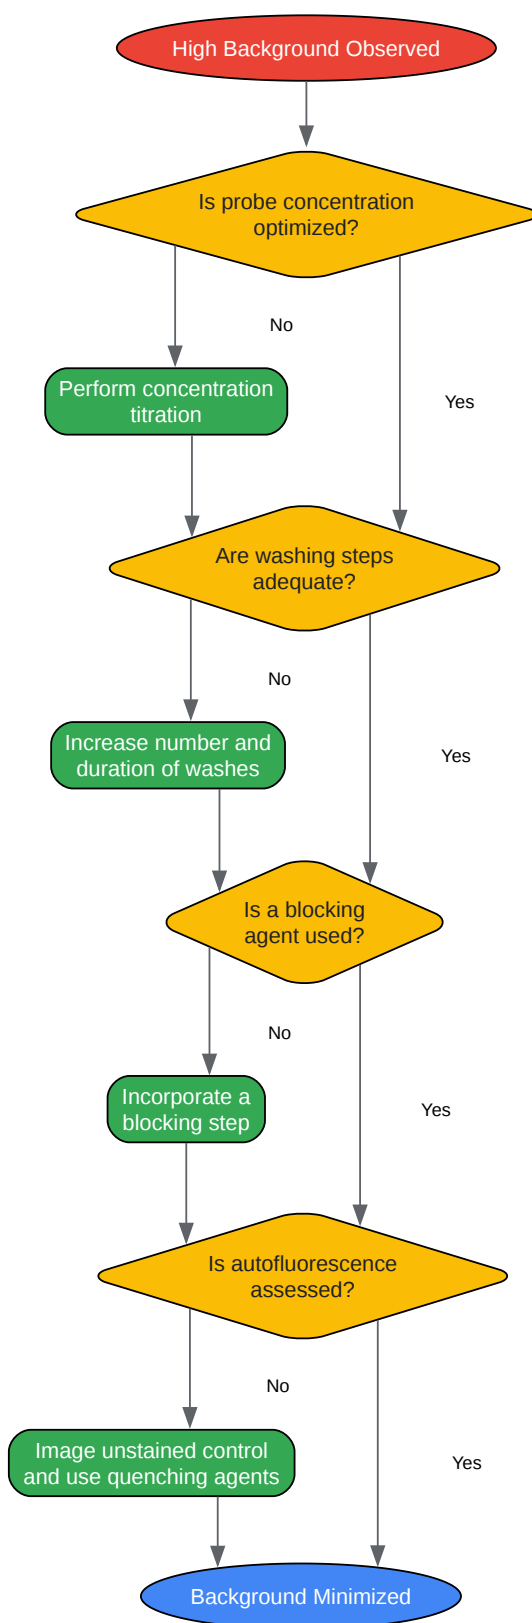 High Background Observed
Is probe concentration
optimized?
No
Perform concentration
titration
Yes
Are washing steps
adequate?
No
Increase number and
duration of washes
Yes
Is a blocking
agent used?
No
Incorporate a
blocking step
Yes
Is autofluorescence
assessed?
No
Image unstained control
and use quenching agents
Yes
Background Minimized